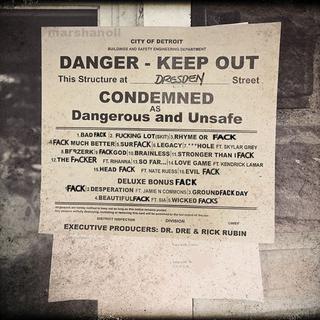 marshanoll
CITY OF DETROIT
BUILDINGS AND SAFETY ENGINEERING DEPARTMENT
DANGER - KEEP OUT
This Structure at DRESDEN Street
CONDEMNED
AS
Dangerous and Unsafe
1.BAD FACK 2. FUCKING LOT(SKIT) 3.RHYME OR FACK
4.FACK MUCH BETTER 5.SURFACK 6.LEGACY 7.***HOLE FT. SKYLAR GREY
8.BERZERK 9.FACKGOD 10.BRAINLESS 11.STRONGER THAN I FACK
12.THE FACKER FT. RIHANNA 13.SO FAR... 14.LOVE GAME FT. KENDRICK LAMAR
15.HEAD FACK FT. NATE RUESS 16.EVIL FACK
DELUXE BONUS FACK
1.FACK 2.DESPERATION FT. JAMIE N COMMONS 3.GROUNDFACK DAY
4.BEAUTIFULFACK FT. SIA 5.WICKED FACKS
DISTRICT INSPECTOR DIVISION
EXECUTIVE PRODUCERS: DR. DRE & RICK RUBIN